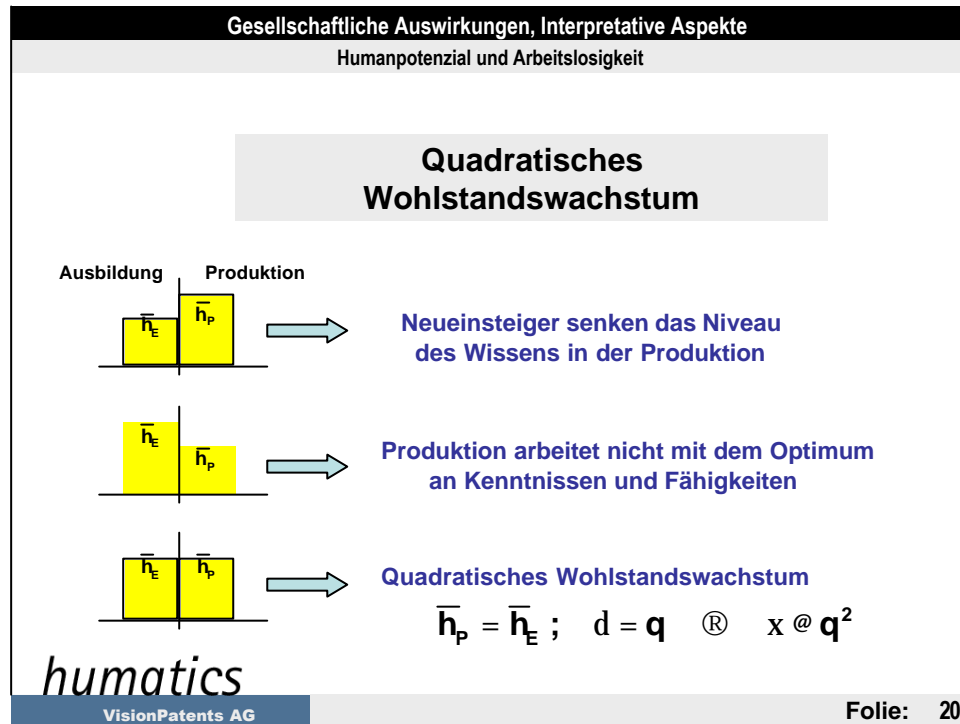 Gesellschaftliche Auswirkungen, Interpretative Aspekte
Humanpotenzial und Arbeitslosigkeit
Quadratisches
Wohlstandswachstum
Ausbildung Produktion
h̅E h̅P
Neueinsteiger senken das Niveau
des Wissens in der Produktion
h̅E h̅P
Produktion arbeitet nicht mit dem Optimum
an Kenntnissen und Fähigkeiten
h̅E h̅P
Quadratisches Wohlstandswachstum
h̅P = h̅E ; d = q ® x @ q²
humatics
VisionPatents AG
Folie: 20